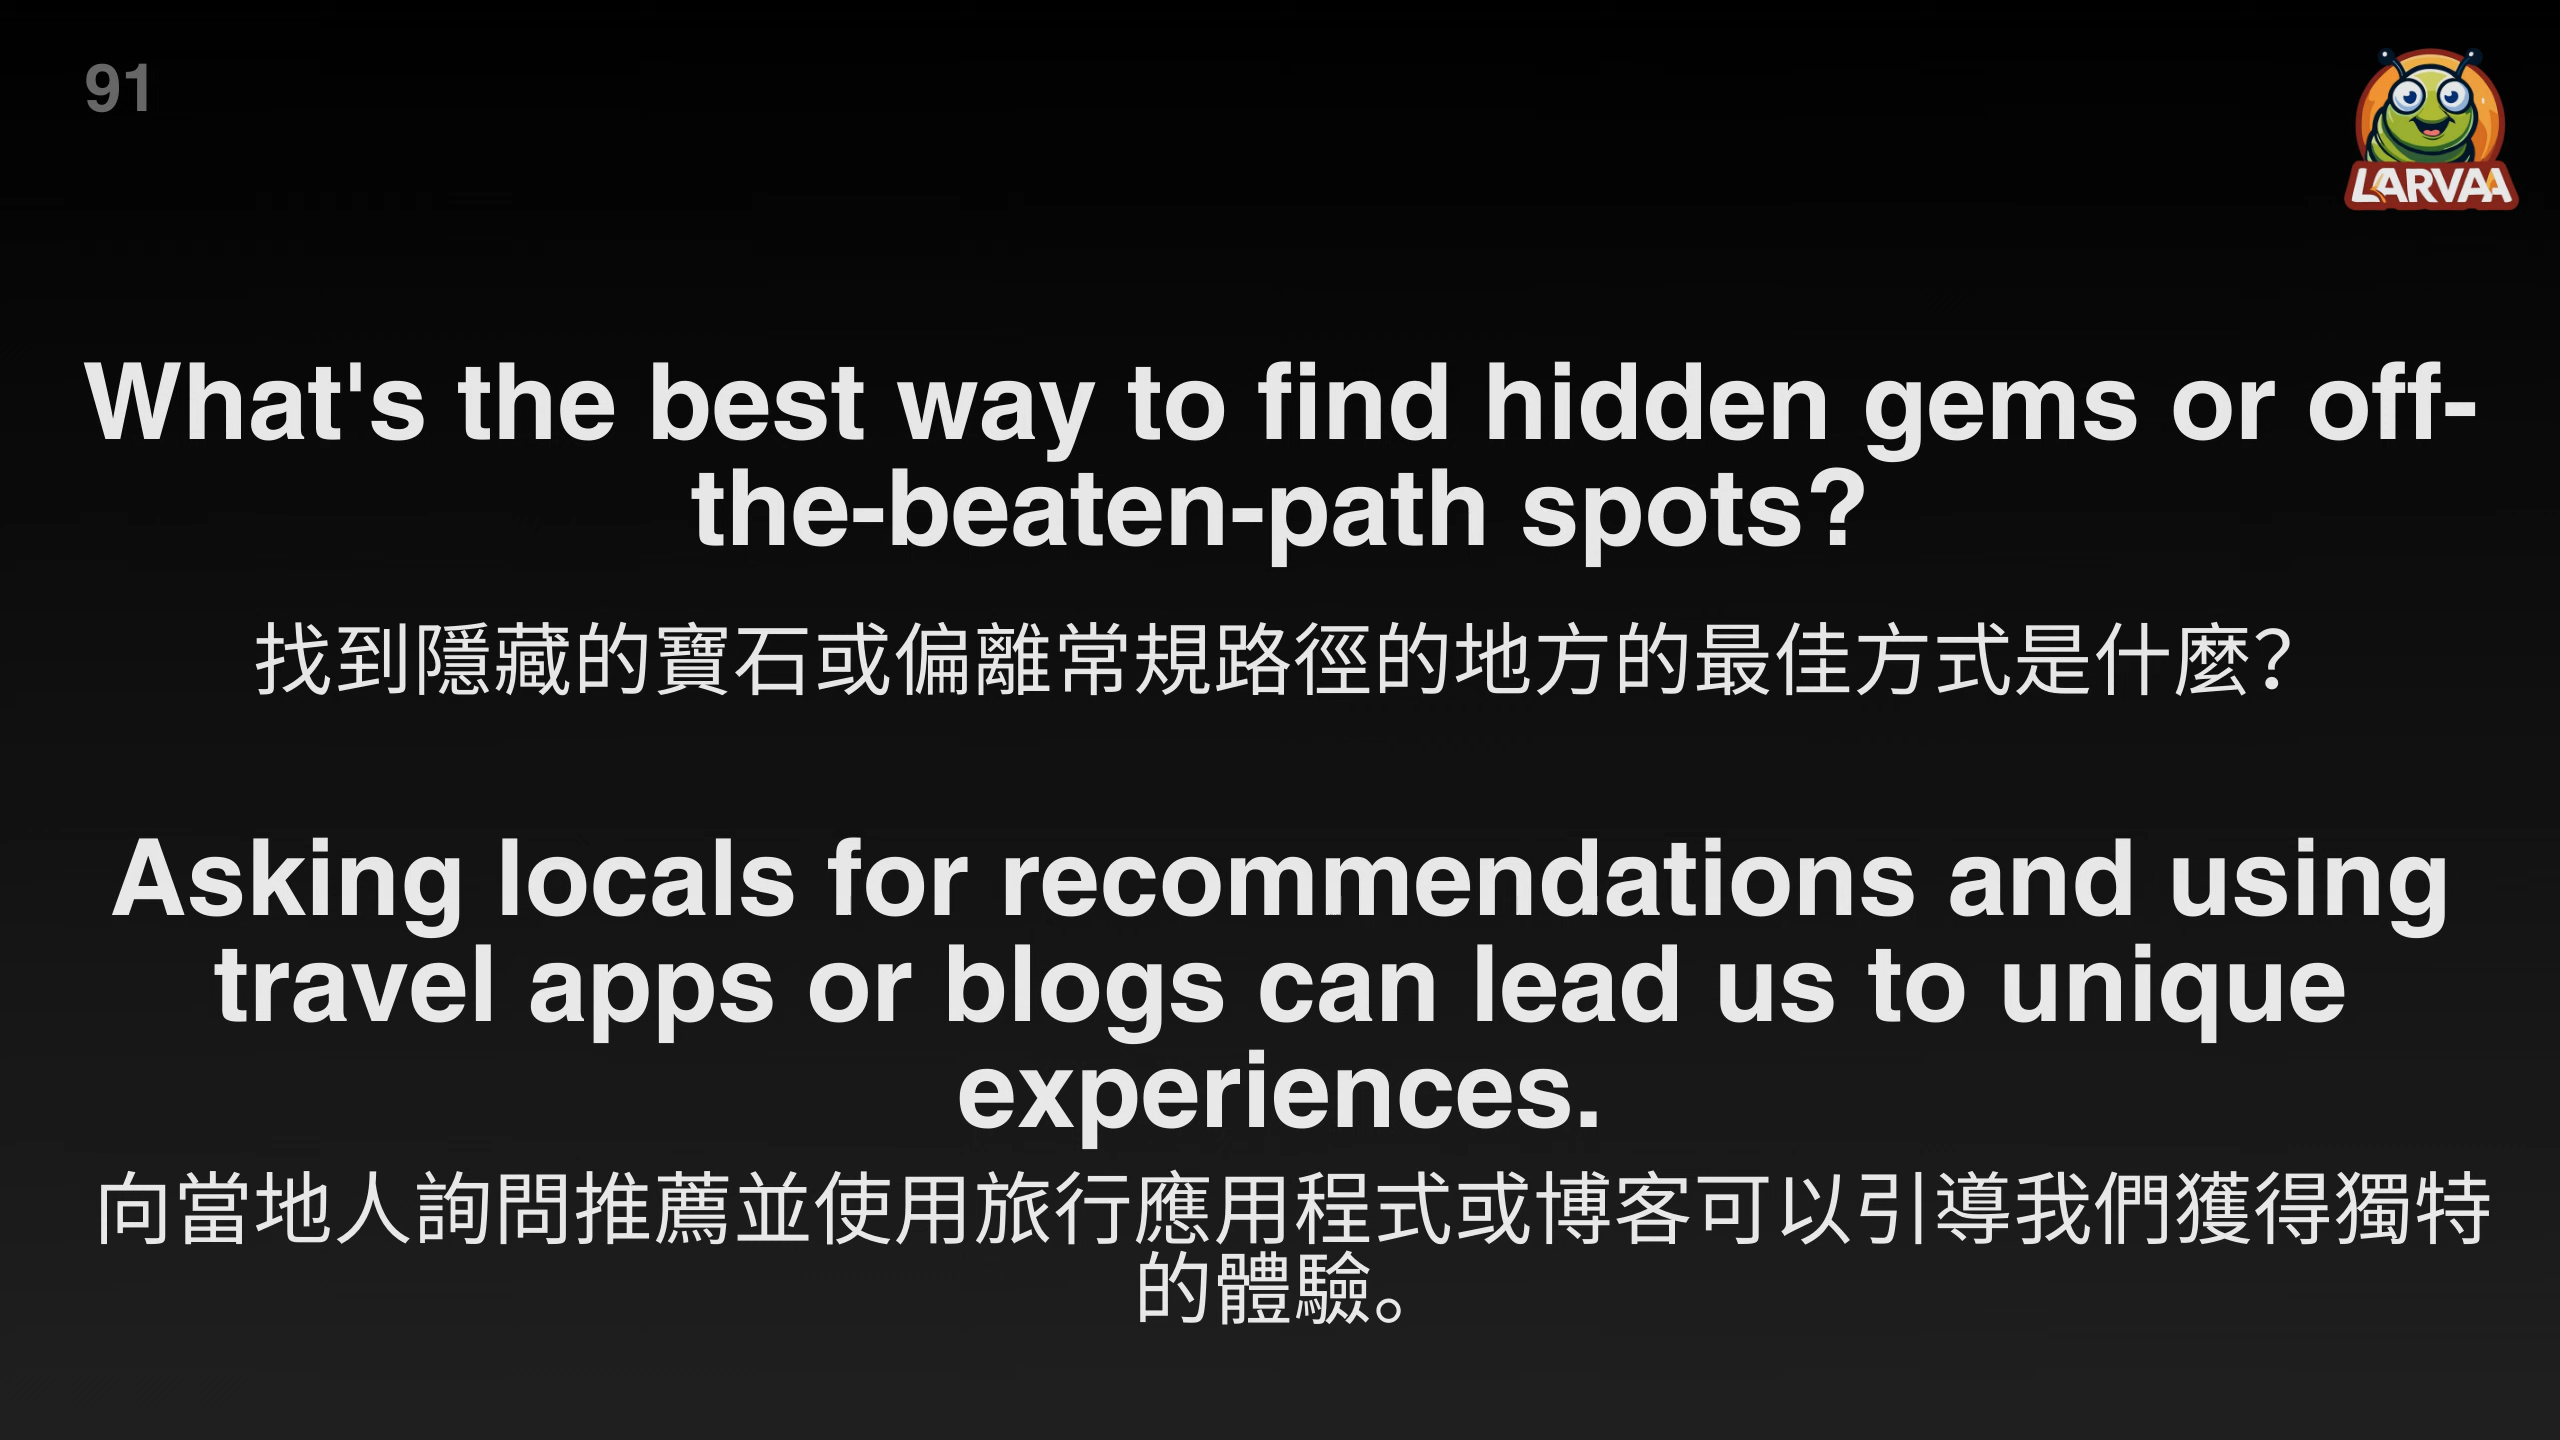 91
LARVAA
What's the best way to find hidden gems or off-
the-beaten-path spots?
找到隱藏的寶石或偏離常規路徑的地方的最佳方式是什麼？
Asking locals for recommendations and using
travel apps or blogs can lead us to unique
experiences.
向當地人詢問推薦並使用旅行應用程式或博客可以引導我們獲得獨特
的體驗。